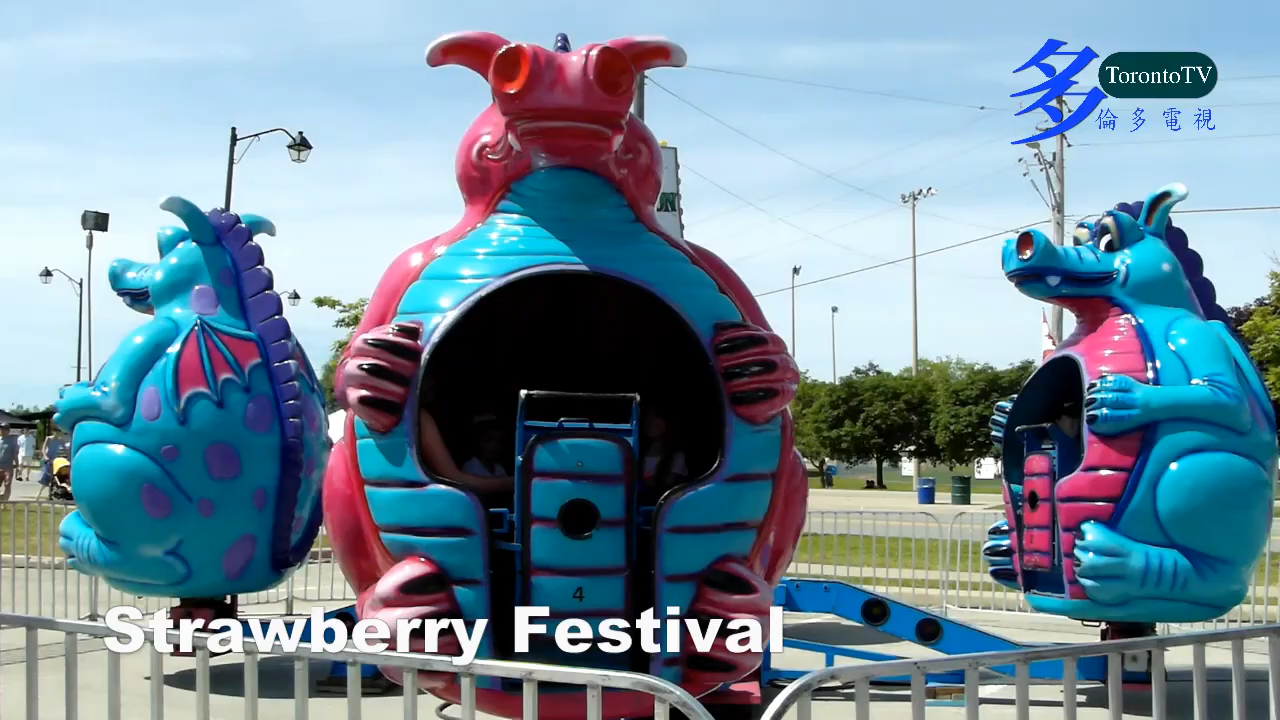 TorontoTV
多
倫多電視
4
Strawberry Festival